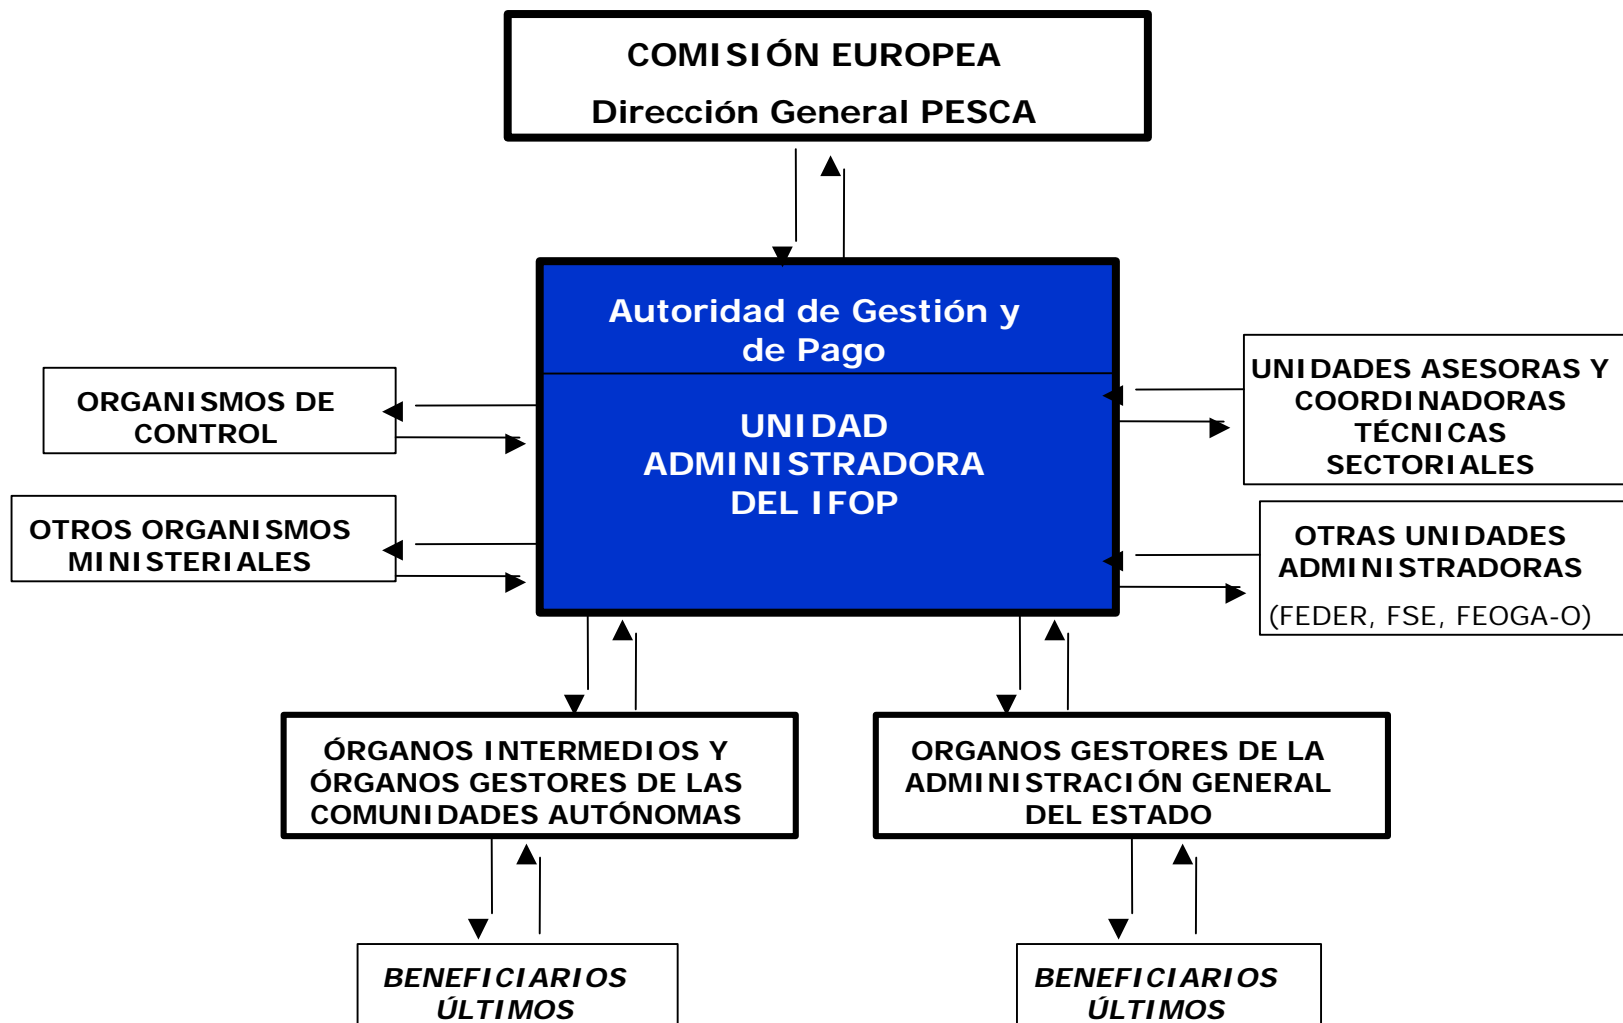 COMISIÓN EUROPEA
Dirección General PESCA
Autoridad de Gestión y
de Pago
UNIDAD
ADMINISTRADORA
DEL IFOP
ORGANISMOS DE
CONTROL
OTROS ORGANISMOS
MINISTERIALES
UNIDADES ASESORAS Y
COORDINADORAS
TÉCNICAS
SECTORIALES
OTRAS UNIDADES
ADMINISTRADORAS
(FEDER, FSE, FEOGA-O)
ÓRGANOS INTERMEDIOS Y
ÓRGANOS GESTORES DE LAS
COMUNIDADES AUTÓNOMAS
ORGANOS GESTORES DE LA
ADMINISTRACIÓN GENERAL
DEL ESTADO
BENEFICIARIOS
ÚLTIMOS
BENEFICIARIOS
ÚLTIMOS